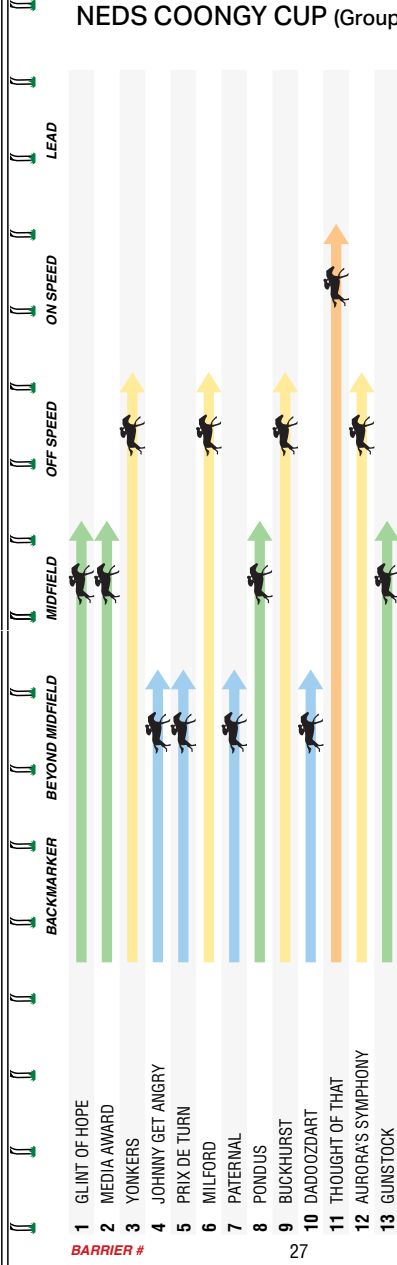 NEDS COONGY CUP (Group
LEAD
ON SPEED
OFF SPEED
MIDFIELD
BEYOND MIDFIELD
BACKMARKER
1 GLINT OF HOPE
2 MEDIA AWARD
3 YONKERS
4 JOHNNY GET ANGRY
5 PRIX DE TURN
6 MILFORD
7 PATERNAL
8 PONDUS
9 BUCKHURST
10 DADOOZDART
11 THOUGHT OF THAT
12 AURORA'S SYMPHONY
13 GUNSTOCK
BARRIER #
27